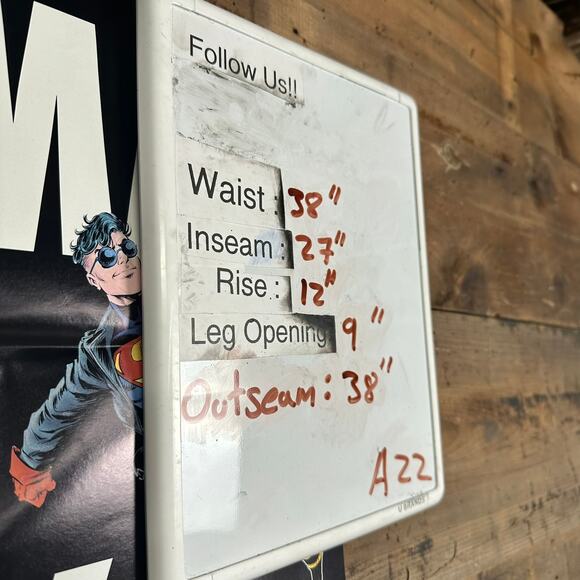 Follow Us!!
Waist : 38"
Inseam : 27"
Rise : 12"
Leg Opening 9"
Outseam : 38"
A22